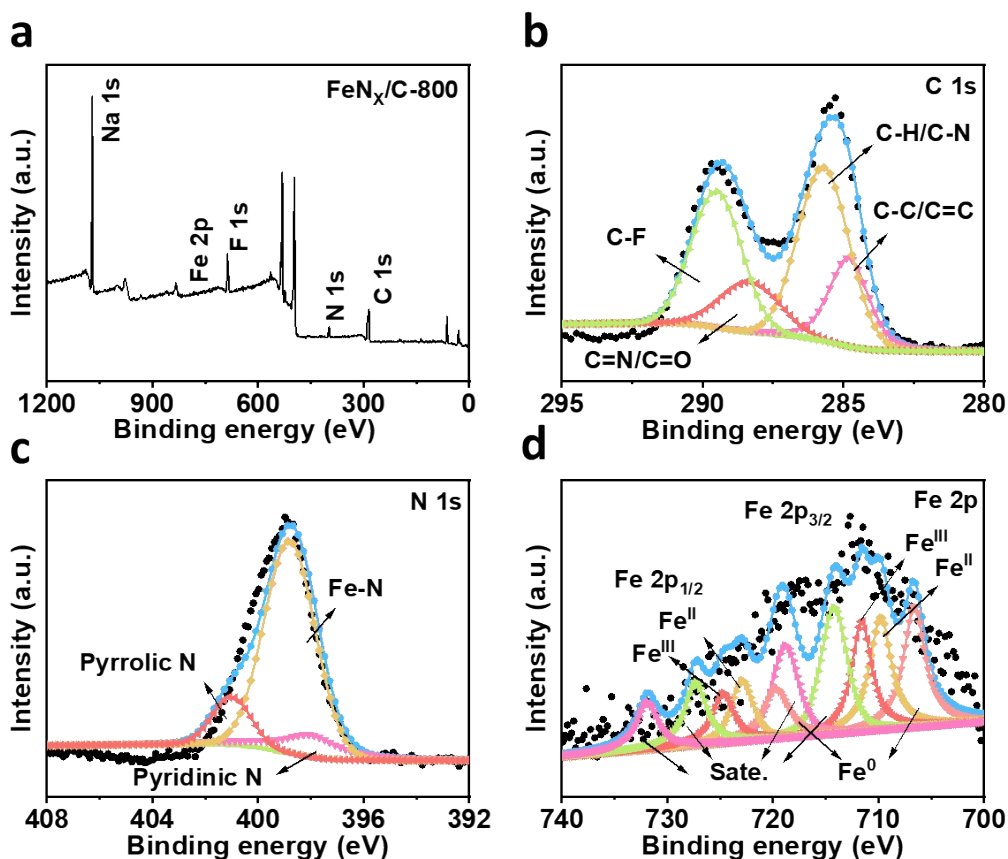 a
FeNX/C-800
Na 1s
Fe 2p
F 1s
N 1s
C 1s
Intensity (a.u.)
1200 900 600 300 0
Binding energy (eV)
b
C 1s
C-H/C-N
C-C/C=C
C-F
C=N/C=O
Intensity (a.u.)
295 290 285 280
Binding energy (eV)
c
N 1s
Fe-N
Pyrrolic N
Pyridinic N
Intensity (a.u.)
408 404 400 396 392
Binding energy (eV)
d
Fe 2p3/2
Fe 2p
FeIII
FeII
Fe 2p1/2
FeII
FeIII
Sate.
Fe0
Intensity (a.u.)
740 730 720 710 700
Binding energy (eV)